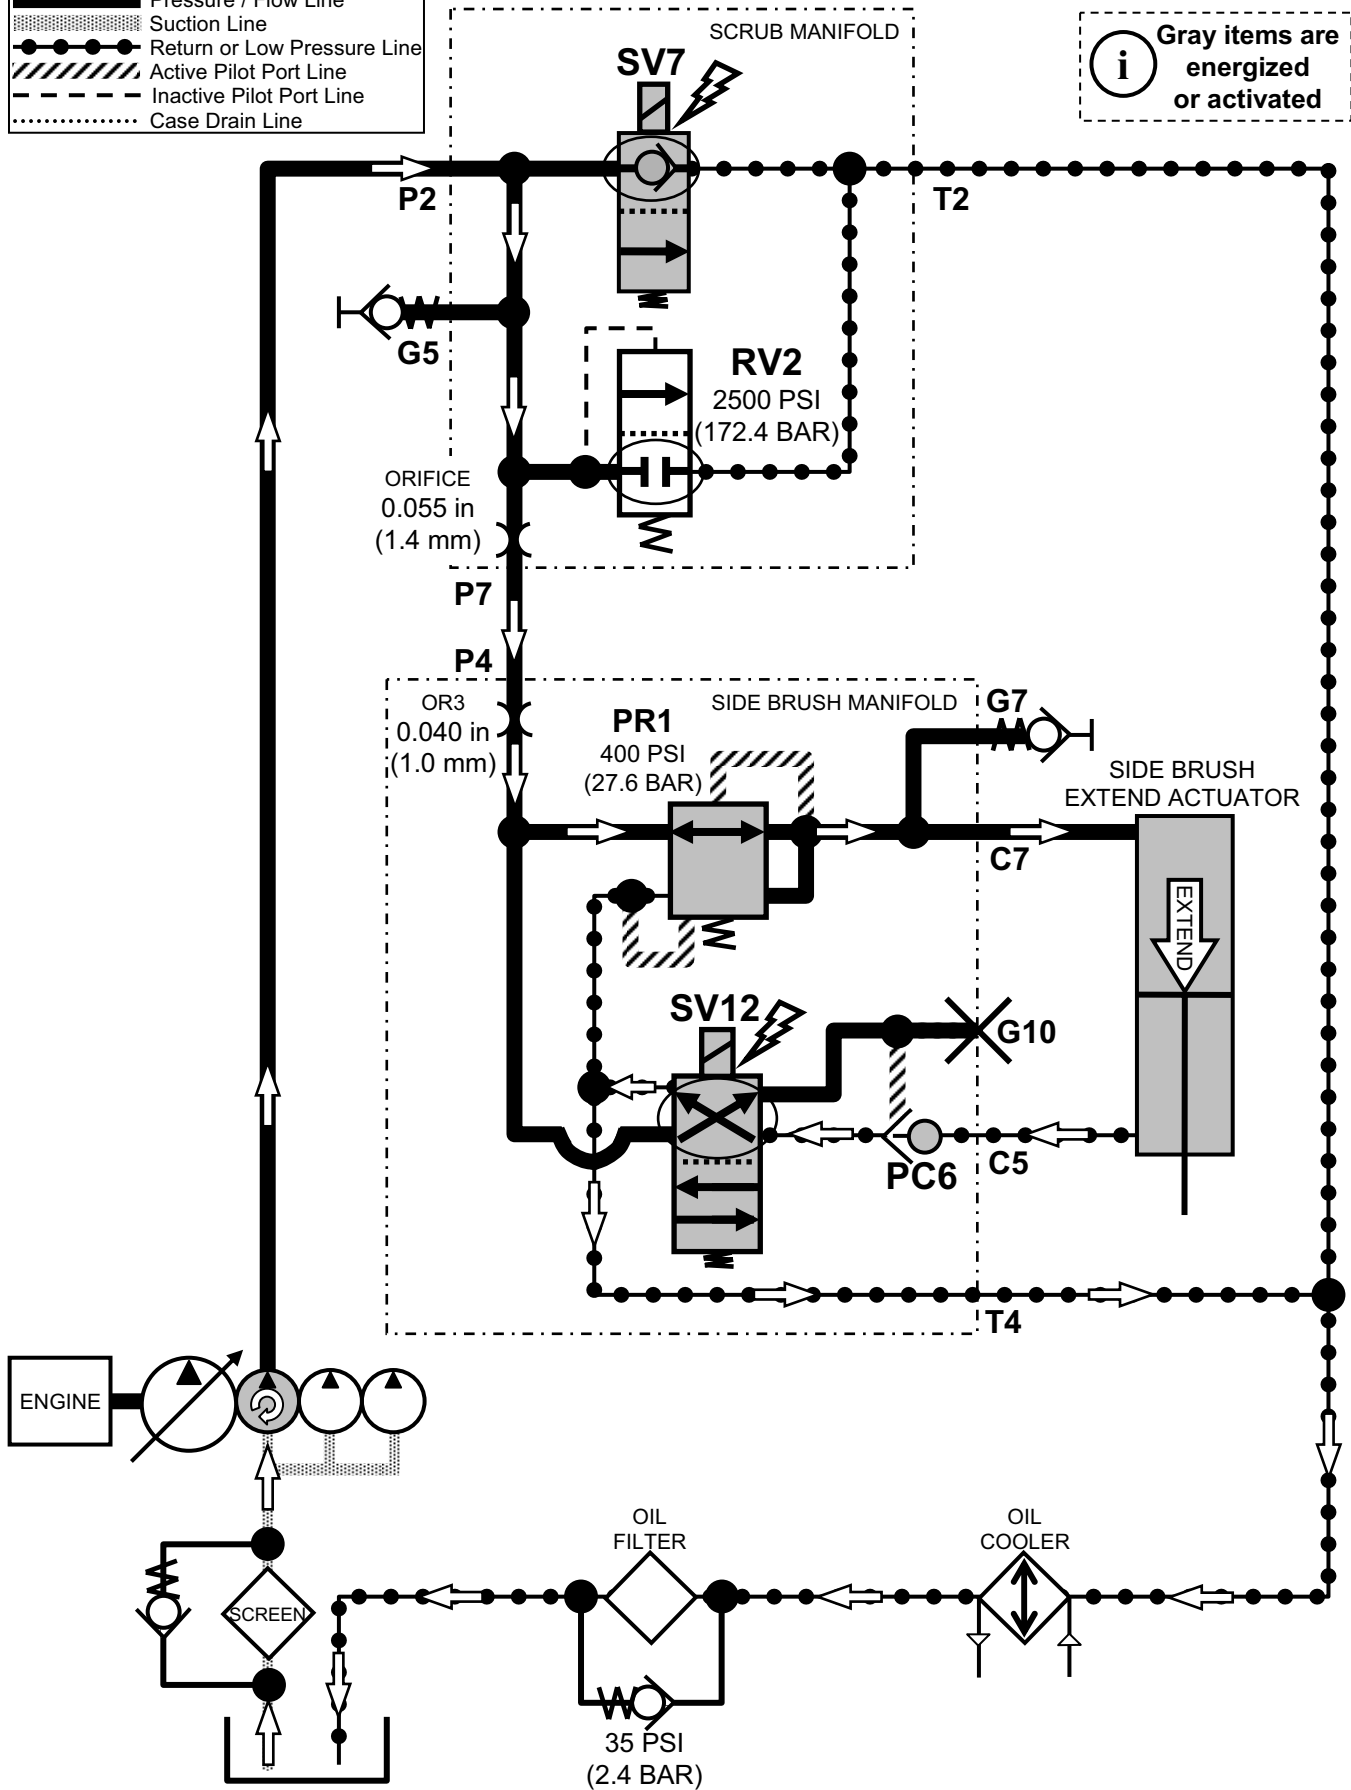 Pressure / Flow Line
Suction Line
Return or Low Pressure Line
Active Pilot Port Line
Inactive Pilot Port Line
Case Drain Line
SCRUB MANIFOLD
i
Gray items are
energized
or activated
SV7
P2
T2
G5
RV2
2500 PSI
(172.4 BAR)
ORIFICE
0.055 in
(1.4 mm)
P7
P4
OR3
0.040 in
(1.0 mm)
PR1
400 PSI
(27.6 BAR)
SIDE BRUSH MANIFOLD
G7
SIDE BRUSH
EXTEND ACTUATOR
C7
EXTEND
SV12
G10
PC6
C5
T4
ENGINE
SCREEN
OIL
FILTER
OIL
COOLER
35 PSI
(2.4 BAR)